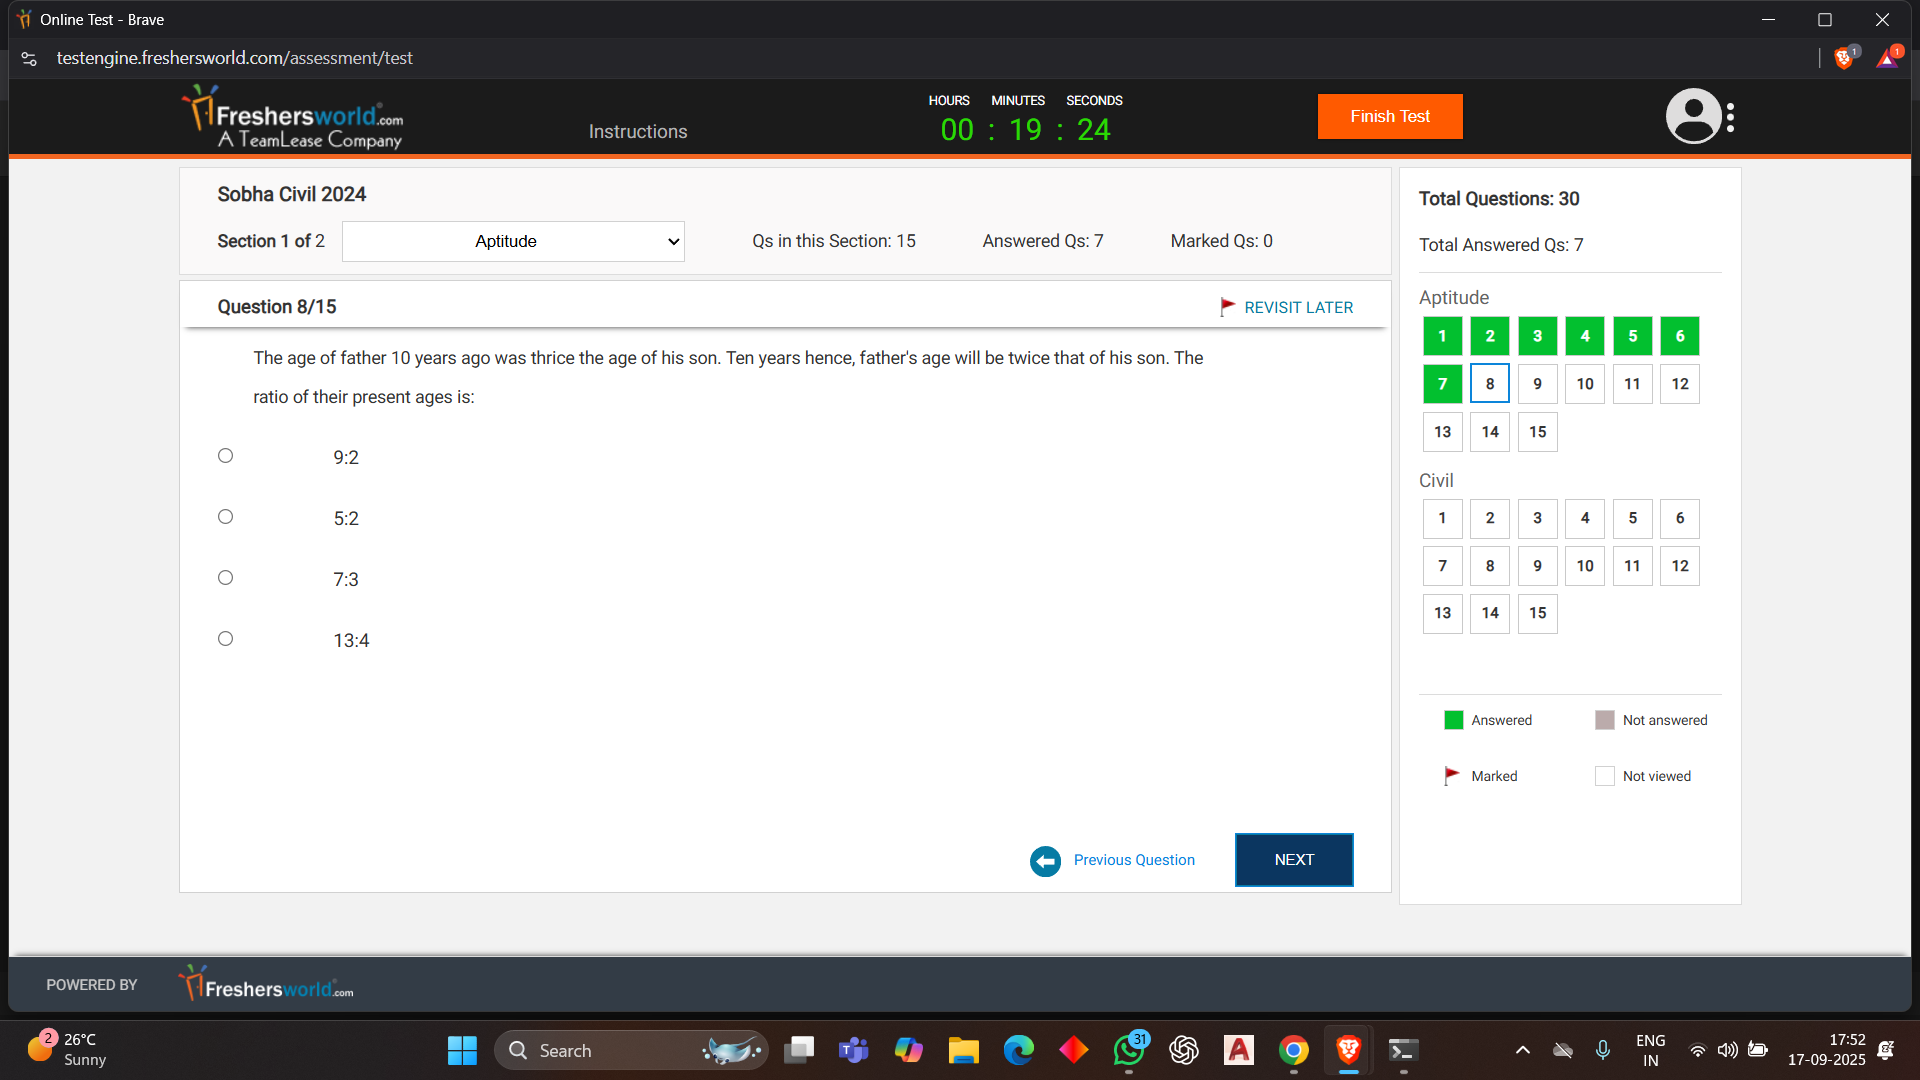 Online Test - Brave
testengine.freshersworld.com/assessment/test
1
1
Freshersworld.com
A TeamLease Company
Instructions
HOURS MINUTES SECONDS
00 : 19 : 24
Finish Test
Sobha Civil 2024
Section 1 of 2
Aptitude
Qs in this Section: 15
Answered Qs: 7
Marked Qs: 0
Question 8/15
REVISIT LATER
The age of father 10 years ago was thrice the age of his son. Ten years hence, father's age will be twice that of his son. The
ratio of their present ages is:
9:2
5:2
7:3
13:4
Previous Question
NEXT
Total Questions: 30
Total Answered Qs: 7
Aptitude
1 2 3 4 5 6
7 8 9 10 11 12
13 14 15
Civil
1 2 3 4 5 6
7 8 9 10 11 12
13 14 15
Answered
Not answered
Marked
Not viewed
POWERED BY
Freshersworld.com
2
26°C
Sunny
Search
31
ENG
IN
17:52
17-09-2025